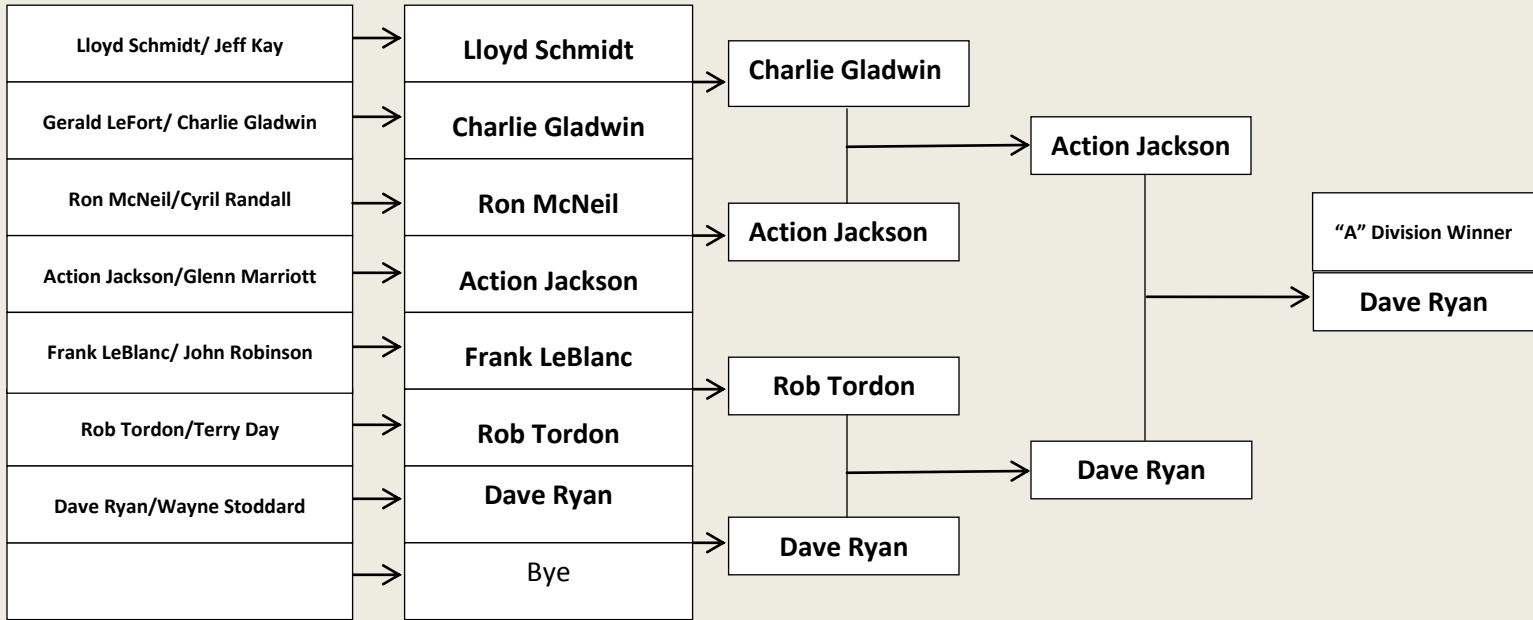 Lloyd Schmidt/ Jeff Kay
Gerald LeFort/ Charlie Gladwin
Ron McNeil/Cyril Randall
Action Jackson/Glenn Marriott
Frank LeBlanc/ John Robinson
Rob Tordon/Terry Day
Dave Ryan/Wayne Stoddard
Lloyd Schmidt
Charlie Gladwin
Ron McNeil
Action Jackson
Frank LeBlanc
Rob Tordon
Dave Ryan
Bye
Charlie Gladwin
Action Jackson
Rob Tordon
Dave Ryan
Action Jackson
Dave Ryan
“A” Division Winner
Dave Ryan